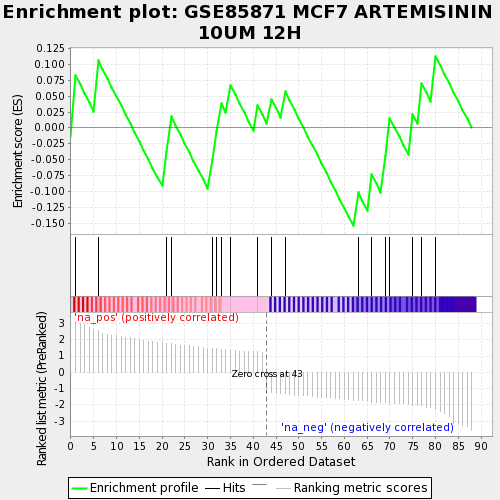 Enrichment plot: GSE85871 MCF7 ARTEMISININ
10UM 12H
Enrichment score (ES)
0.125
0.100
0.075
0.050
0.025
0.000
-0.025
-0.050
-0.075
-0.100
-0.125
-0.150
'na_pos' (positively correlated)
Ranked list metric (PreRanked)
3
2
1
0
-1
-2
-3
Zero cross at 43
'na_neg' (negatively correlated)
0 5 10 15 20 25 30 35 40 45 50 55 60 65 70 75 80 85 90
Rank in Ordered Dataset
Enrichment profile Hits Ranking metric scores